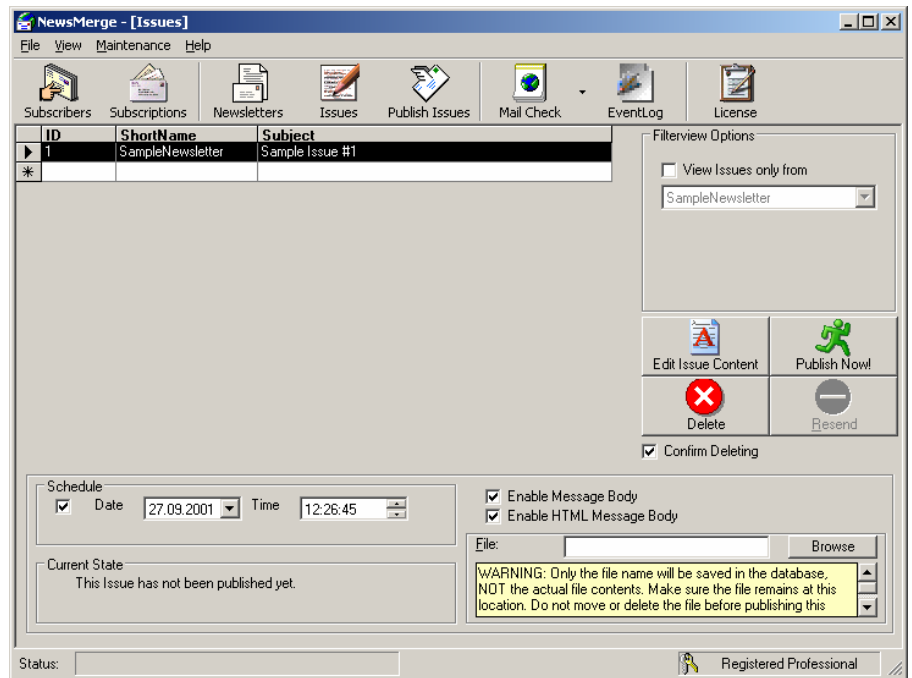 NewsMerge - [Issues]
File View Maintenance Help
Subscribers Subscriptions Newsletters Issues Publish Issues Mail Check EventLog License
ID ShortName Subject
1 SampleNewsletter Sample Issue #1
Filterview Options
View Issues only from
SampleNewsletter
Edit Issue Content Publish Now!
Delete Resend
Confirm Deleting
Schedule
Date 27.09.2001 Time 12:26:45
Enable Message Body
Enable HTML Message Body
File: Browse
Current State
This Issue has not been published yet.
WARNING: Only the file name will be saved in the database,
NOT the actual file contents. Make sure the file remains at this
location. Do not move or delete the file before publishing this
Status: Registered Professional